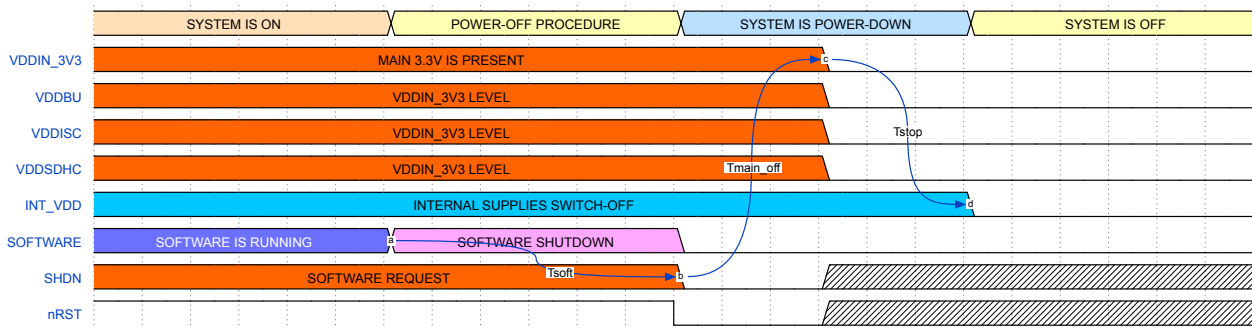 SYSTEM IS ON POWER-OFF PROCEDURE SYSTEM IS POWER-DOWN SYSTEM IS OFF
VDDIN_3V3 MAIN 3.3V IS PRESENT c
VDDBU VDDIN_3V3 LEVEL
VDDISC VDDIN_3V3 LEVEL Tstop
VDDSDHC VDDIN_3V3 LEVEL Tmain_off
INT_VDD INTERNAL SUPPLIES SWITCH-OFF d
SOFTWARE SOFTWARE IS RUNNING a SOFTWARE SHUTDOWN
SHDN SOFTWARE REQUEST Tsoft b
nRST